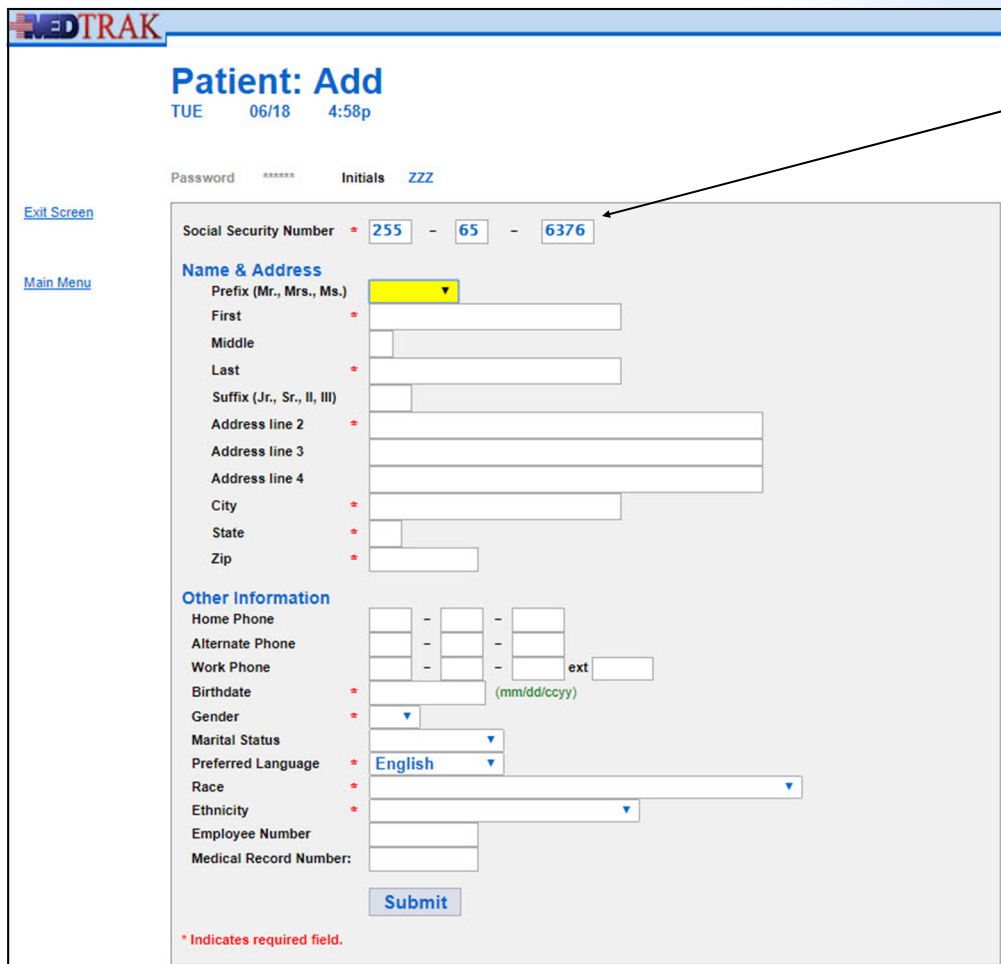 MEDTRAK
Patient: Add
TUE 06/18 4:58p
Password ****** Initials ZZZ
Exit Screen
Social Security Number * 255 - 65 - 6376
Name & Address
Main Menu
Prefix (Mr., Mrs., Ms.)
First *
Middle
Last *
Suffix (Jr., Sr., II, III)
Address line 2 *
Address line 3
Address line 4
City *
State *
Zip *
Other Information
Home Phone - -
Alternate Phone - -
Work Phone - - ext
Birthdate * (mm/dd/ccyy)
Gender *
Marital Status
Preferred Language * English
Race *
Ethnicity *
Employee Number
Medical Record Number:
Submit
* Indicates required field.